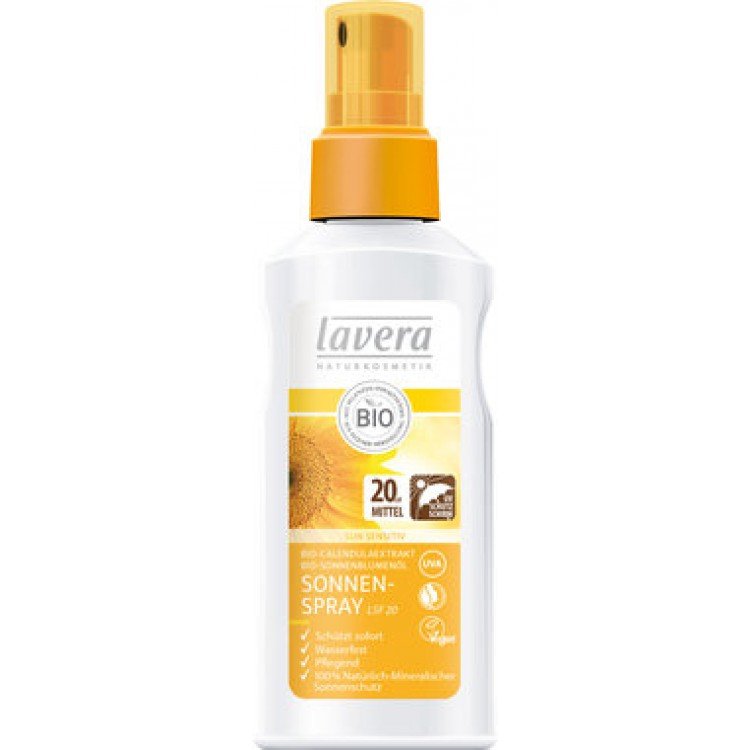 lavera
NATURKOSMETIK
BIO
20
MITTEL
SUN SENSITIV
BIO-CALENDULAEXTRAKT
BIO-SONNENBLUMENÖL
UVA
SONNEN-
SPRAY LSF 20
Vegan
✓ Schützt sofort
✓ Wasserfest
✓ Pflegend
✓ 100% Natürlich-Mineralischer
Sonnenschutz